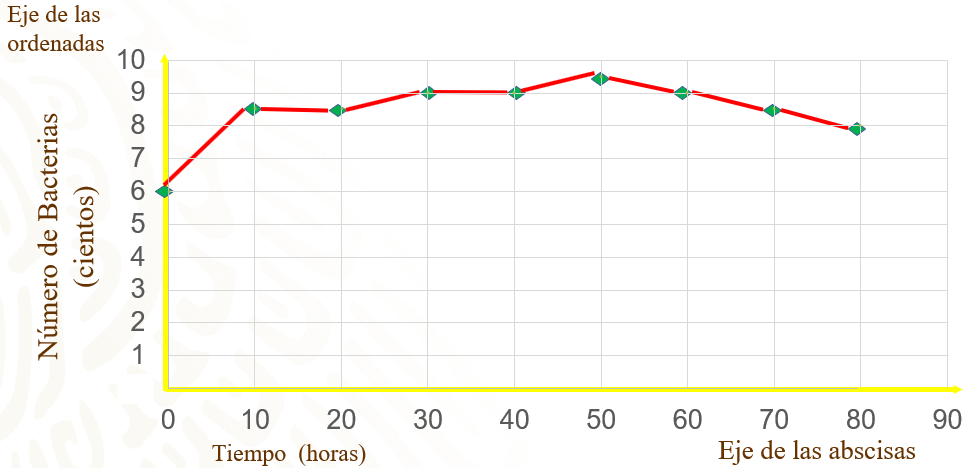 Eje de las
ordenadas
Número de Bacterias
(cientos)
10
9
8
7
6
5
4
3
2
1
0 10 20 30 40 50 60 70 80 90
Tiempo (horas)
Eje de las abscisas